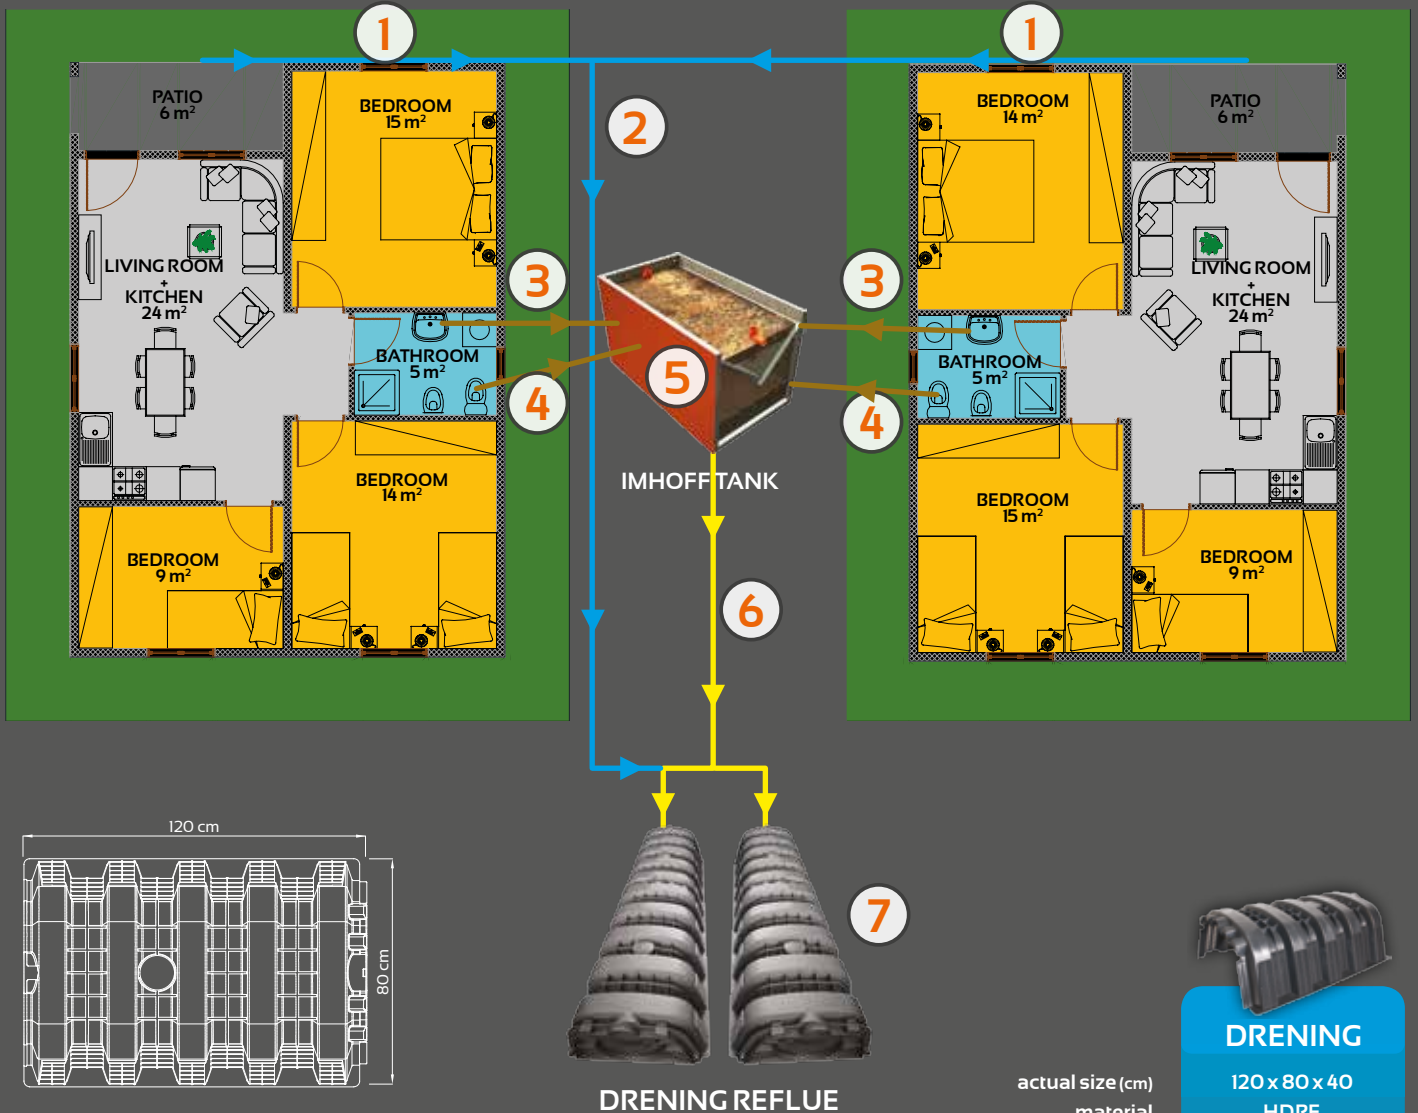 1
1
PATIO
6 m²
BEDROOM
15 m²
2
BEDROOM
14 m²
PATIO
6 m²
LIVING ROOM
+
KITCHEN
24 m²
3
3
LIVING ROOM
+
KITCHEN
24 m²
BATHROOM
5 m²
4
5
4
BATHROOM
5 m²
IMHOFF TANK
BEDROOM
14 m²
BEDROOM
15 m²
BEDROOM
9 m²
BEDROOM
9 m²
6
120 cm
80 cm
7
DRENING REFLUE
DRENING
actual size (cm) 120 x 80 x 40
material HDPE